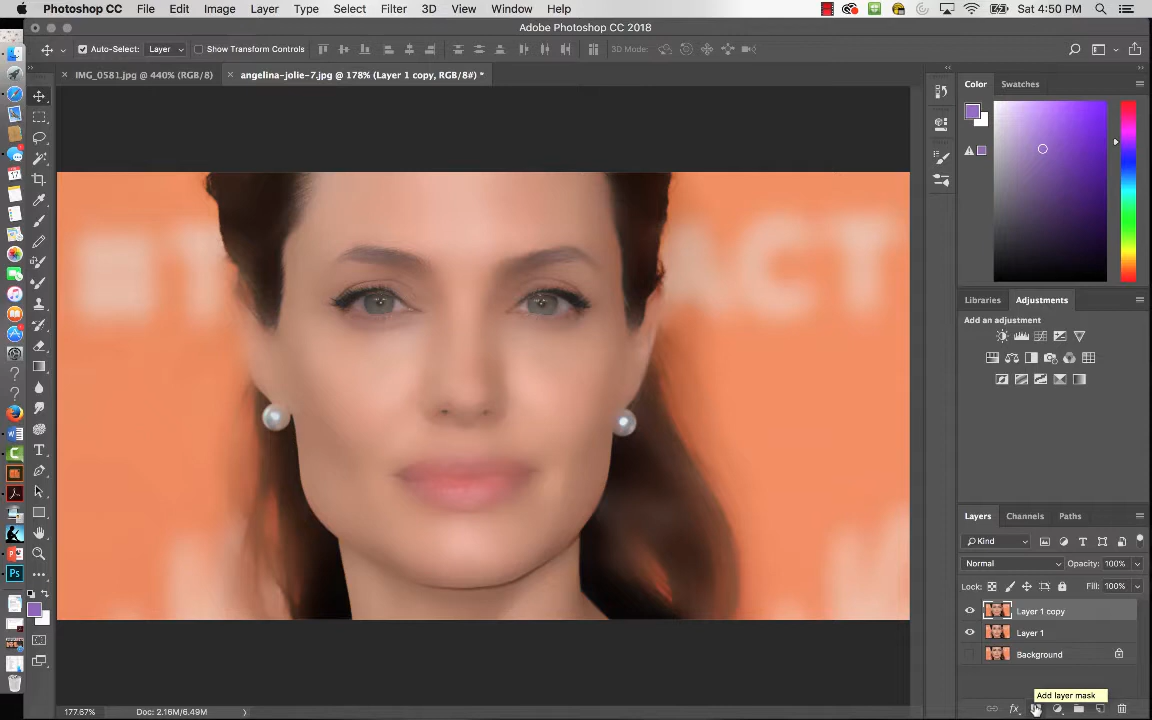 Photoshop CC File Edit Image Layer Type Select Filter 3D View Window Help Sat 4:50 PM
Adobe Photoshop CC 2018
Auto-Select: Layer Show Transform Controls 3D Mode:
IMG_0581.jpg @ 440% (RGB/8) angelina-jolie-7.jpg @ 178% (Layer 1 copy, RGB/8#) *
Color Swatches
ACT
Libraries Adjustments
Add an adjustment
Layers Channels Paths
Kind
Normal Opacity: 100%
Lock: Fill: 100%
Layer 1 copy
Layer 1
Background
Add layer mask
fx
177.67% Doc: 2.16M/6.49M